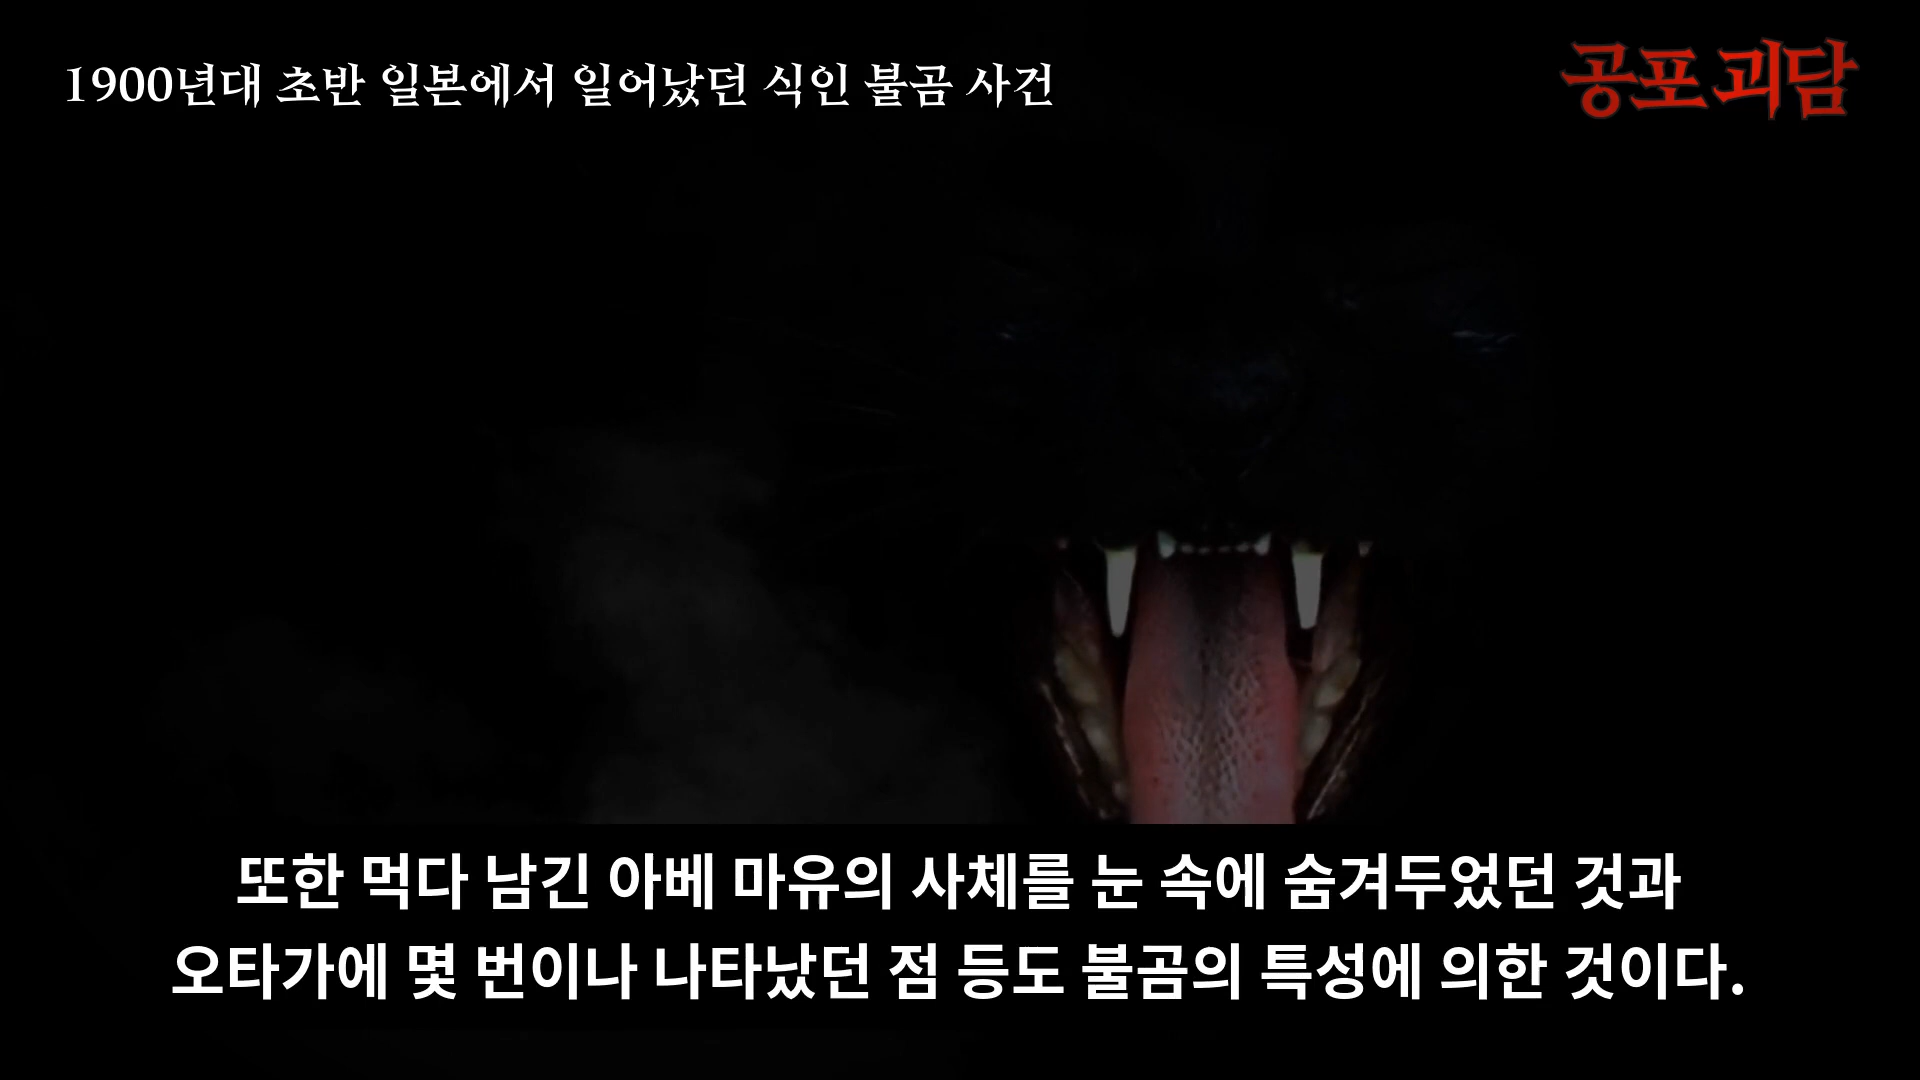 1900년대 초반 일본에서 일어났던 식인 불곰 사건
공포괴담
또한 먹다 남긴 아베 마유의 사체를 눈 속에 숨겨두었던 것과
오타가에 몇 번이나 나타났던 점 등도 불곰의 특성에 의한 것이다.